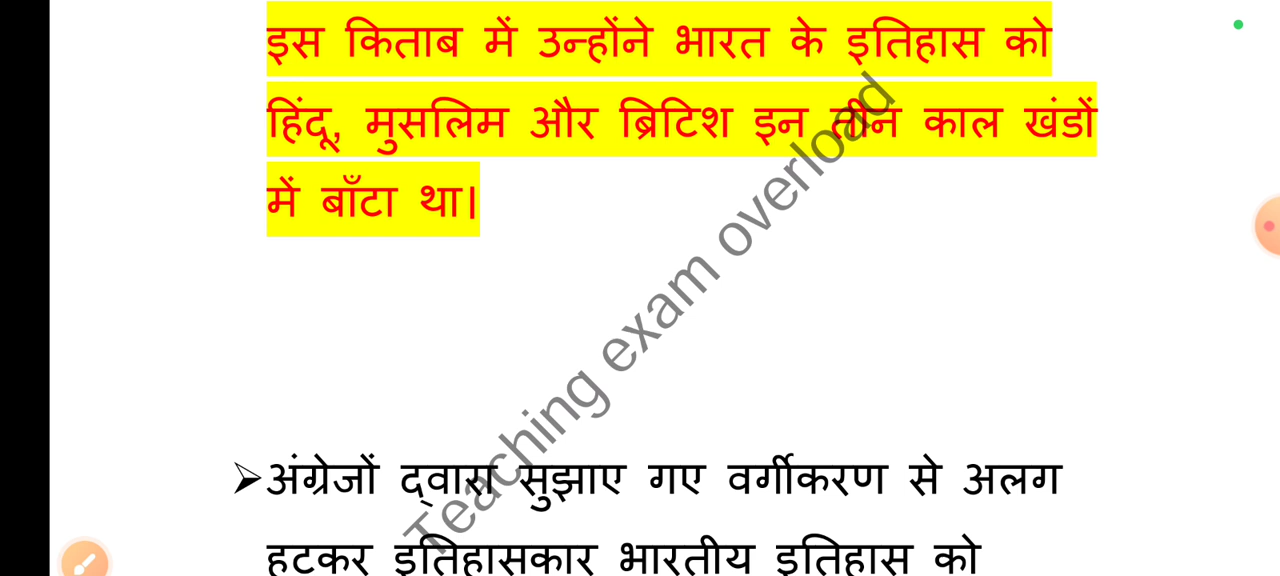 इस किताब में उन्होंने भारत के इतिहास को
हिंदू, मुसलिम और ब्रिटिश इन तीन काल खंडों
में बाँटा था।
Teaching exam overload
➢अंग्रेजों द्वारा सुझाए गए वर्गीकरण से अलग
हटकर इतिहासकार भारतीय इतिहास को